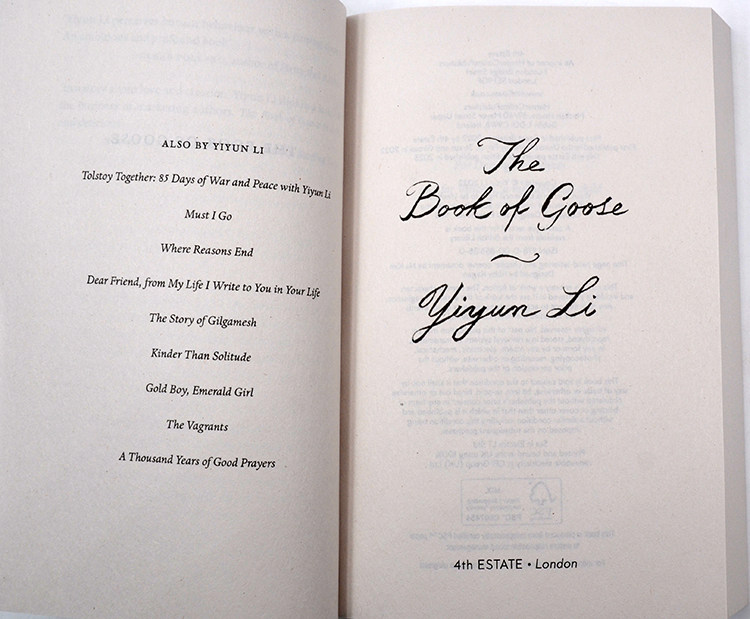 ALSO BY YIYUN LI
Tolstoy Together: 85 Days of War and Peace with Yiyun Li
Must I Go
Where Reasons End
Dear Friend, from My Life I Write to You in Your Life
The Story of Gilgamesh
Kinder Than Solitude
Gold Boy, Emerald Girl
The Vagrants
A Thousand Years of Good Prayers
The
Book of Goose
Yiyun Li
4th ESTATE • London